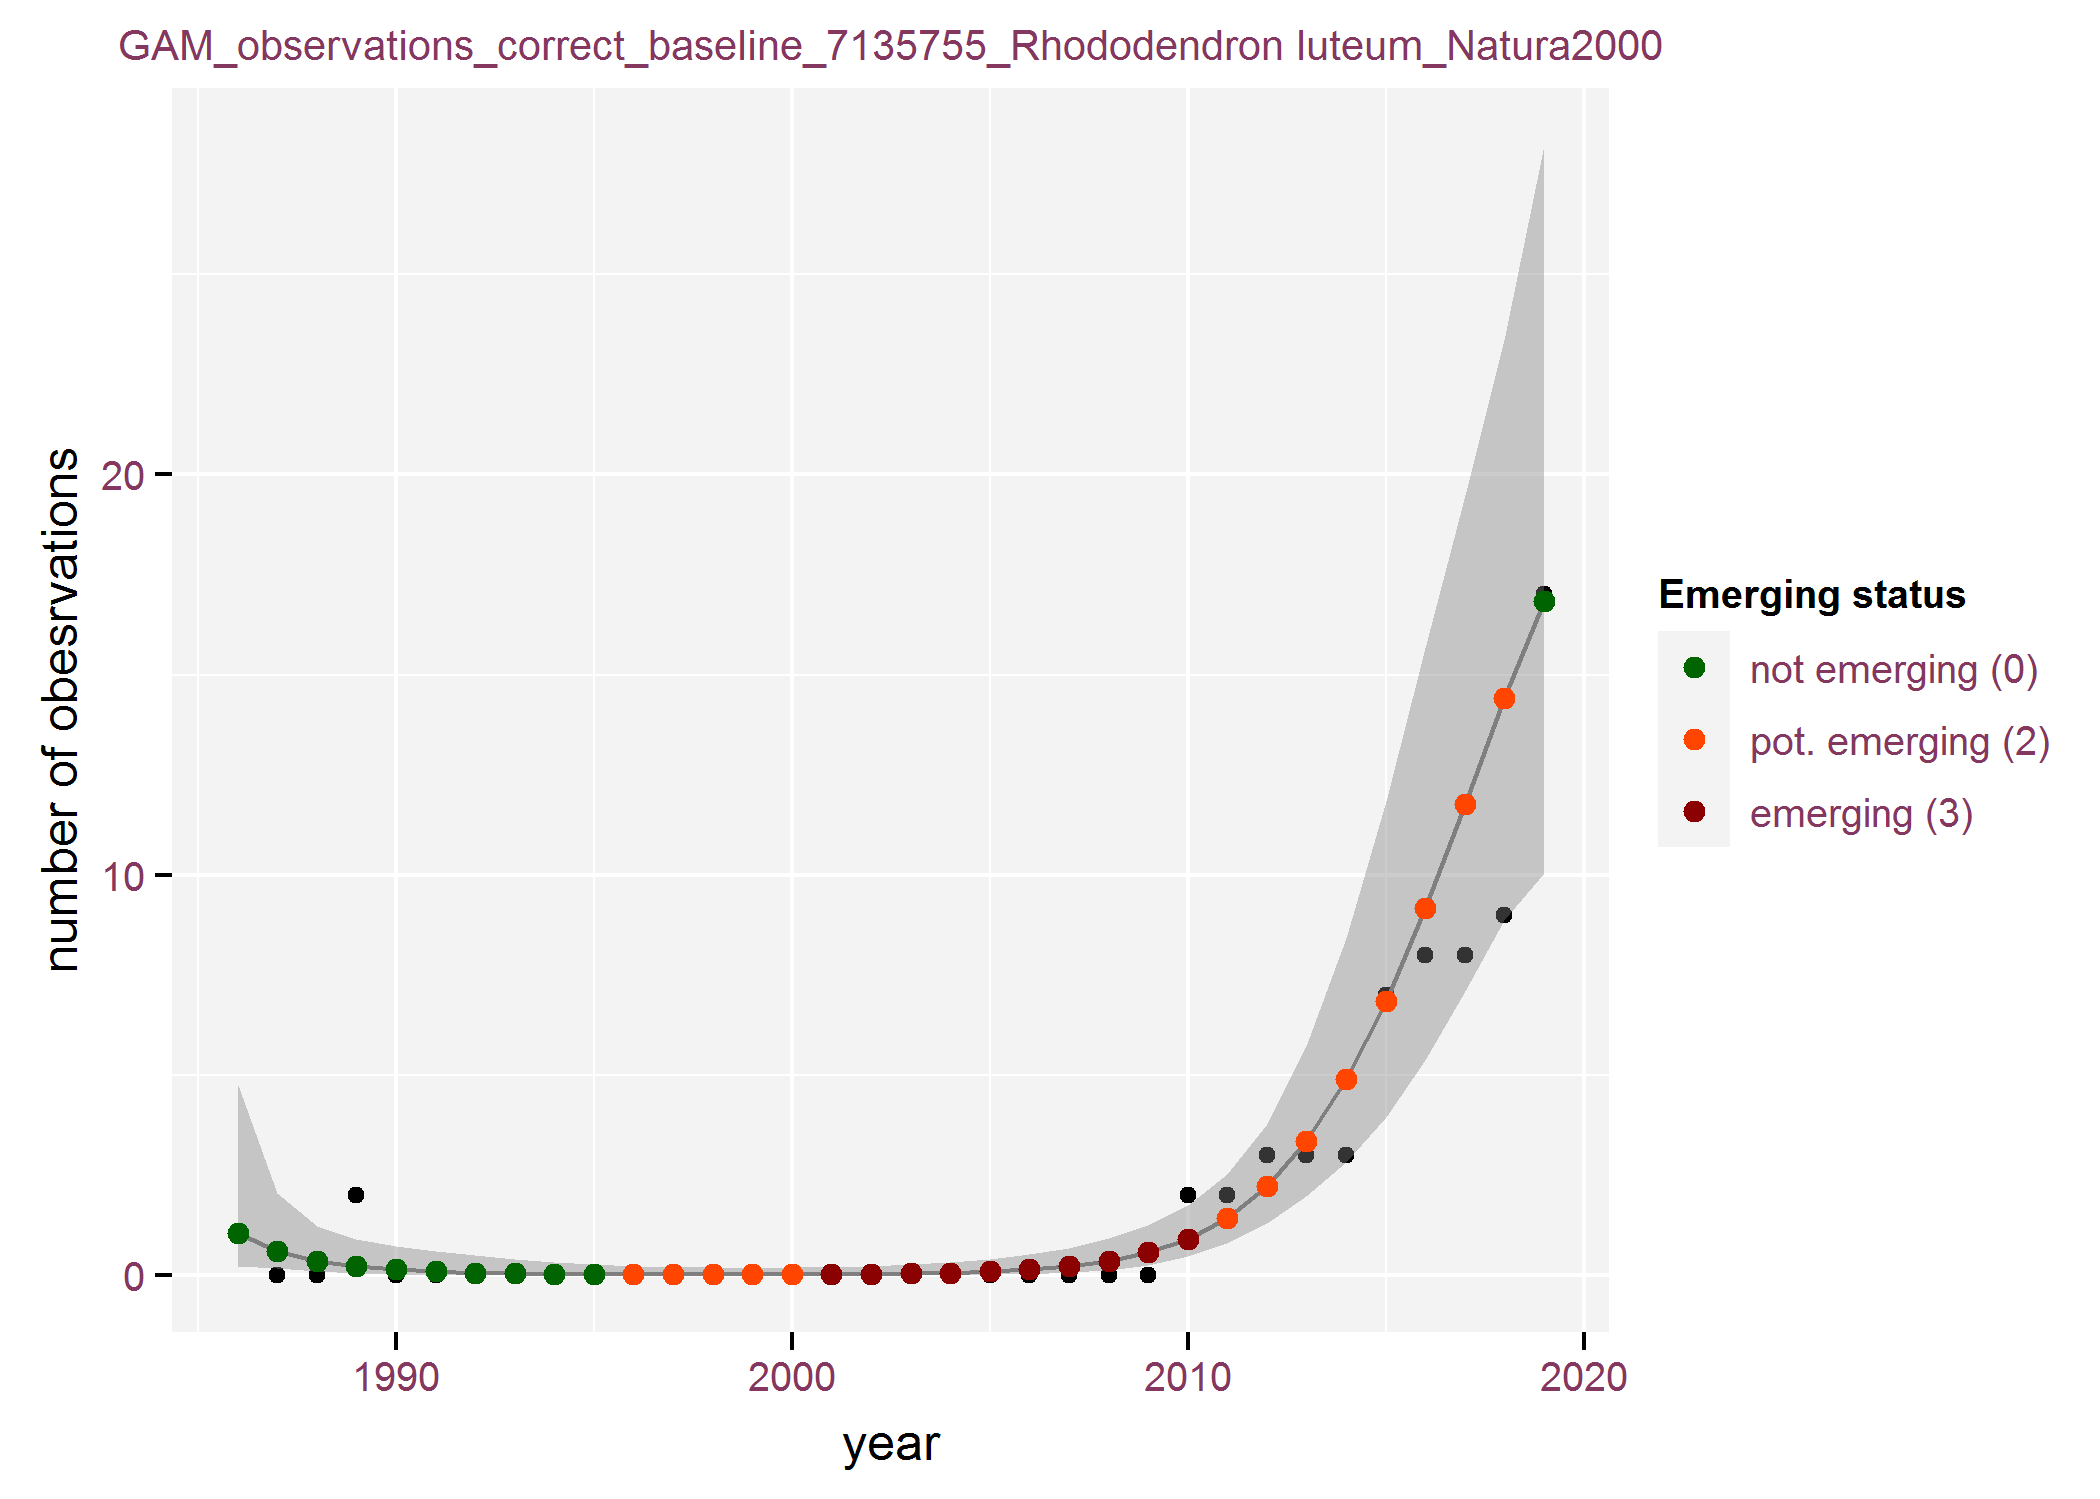 GAM_observations_correct_baseline_7135755_Rhododendron luteum_Natura2000
number of obesrvations
20
10
0
1990
2000
2010
2020
year
Emerging status
not emerging (0)
pot. emerging (2)
emerging (3)